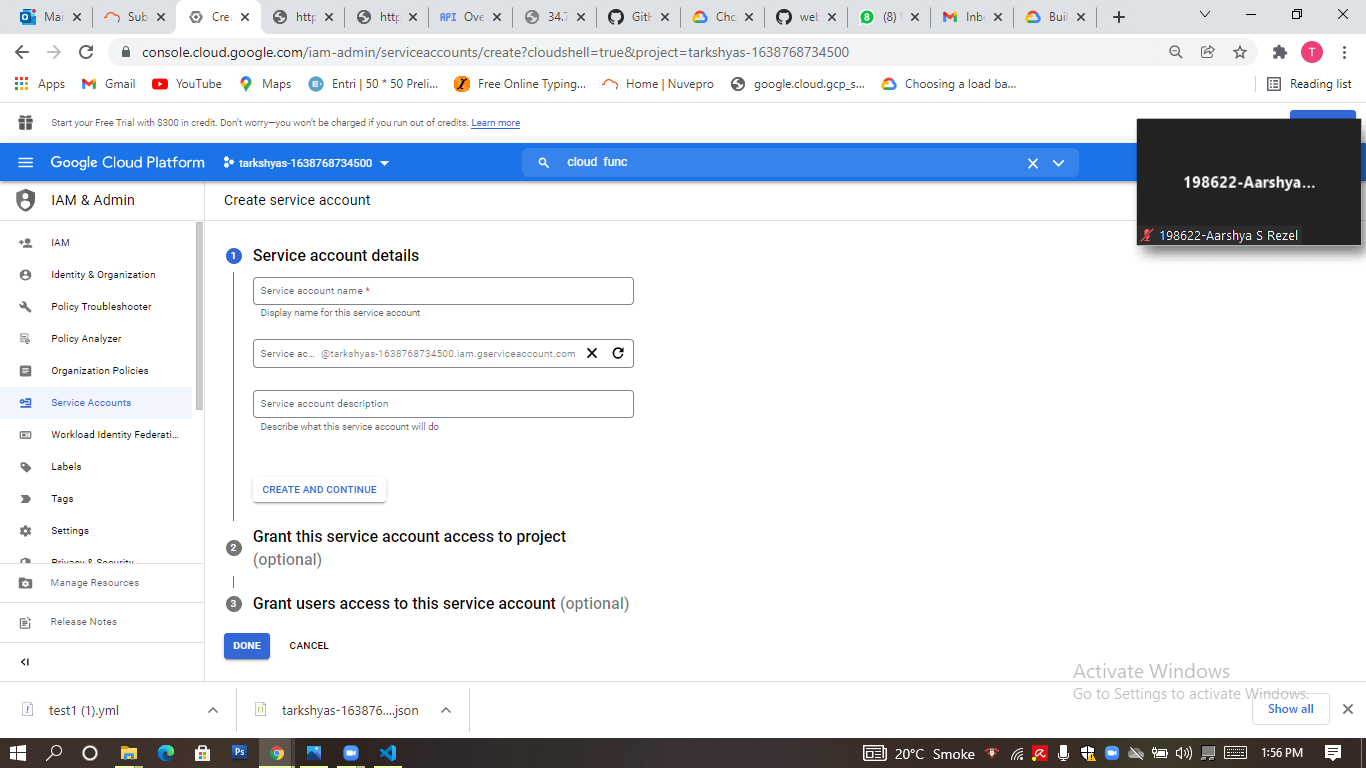 Mai
Sub
Cre
http
http
API Ove
34.7
Gith
Cho
web
(8)
Inb
Buil
console.cloud.google.com/iam-admin/serviceaccounts/create?cloudshell=true&project=tarkshyas-1638768734500
T
Apps
Gmail
YouTube
Maps
Entri | 50 * 50 Preli...
Free Online Typing...
Home | Nuvepro
google.cloud.gcp_s...
Choosing a load ba...
Reading list
Start your Free Trial with $300 in credit. Don't worry—you won't be charged if you run out of credits. Learn more
Google Cloud Platform
tarkshyas-1638768734500
cloud func
198622-Aarshya...
198622-Aarshya S Rezel
IAM & Admin
Create service account
IAM
Identity & Organization
Policy Troubleshooter
Policy Analyzer
Organization Policies
Service Accounts
Workload Identity Federati...
Labels
Tags
Settings
Privacy & Security
Manage Resources
Release Notes
1 Service account details
Service account name *
Display name for this service account
Service ac... @tarkshyas-1638768734500.iam.gserviceaccount.com
Service account description
Describe what this service account will do
CREATE AND CONTINUE
2 Grant this service account access to project
(optional)
3 Grant users access to this service account (optional)
DONE
CANCEL
Activate Windows
Go to Settings to activate Windows.
test1 (1).yml
tarkshyas-163876....json
Show all
Ps
20°C Smoke
1:56 PM